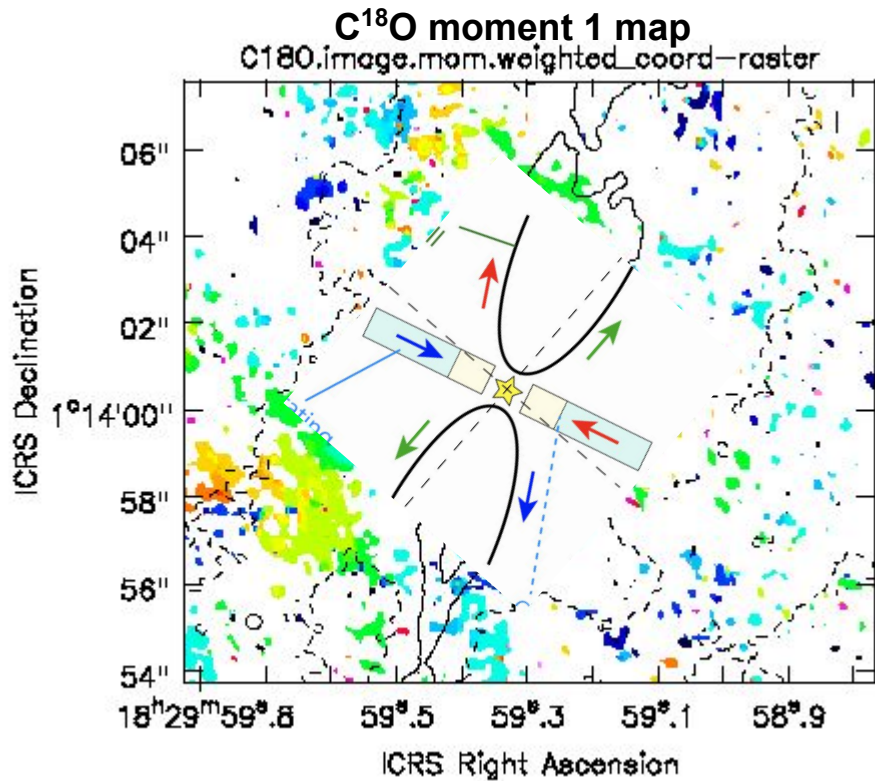 C¹⁸O moment 1 map
C18O.image.mom.weighted_coord-raster
06"
04"
02"
1°14'00"
58"
56"
54"
ICRS Declination
18ʰ29ᵐ59ˢ.8
59ˢ.5
59ˢ.3
59ˢ.1
58ˢ.9
ICRS Right Ascension